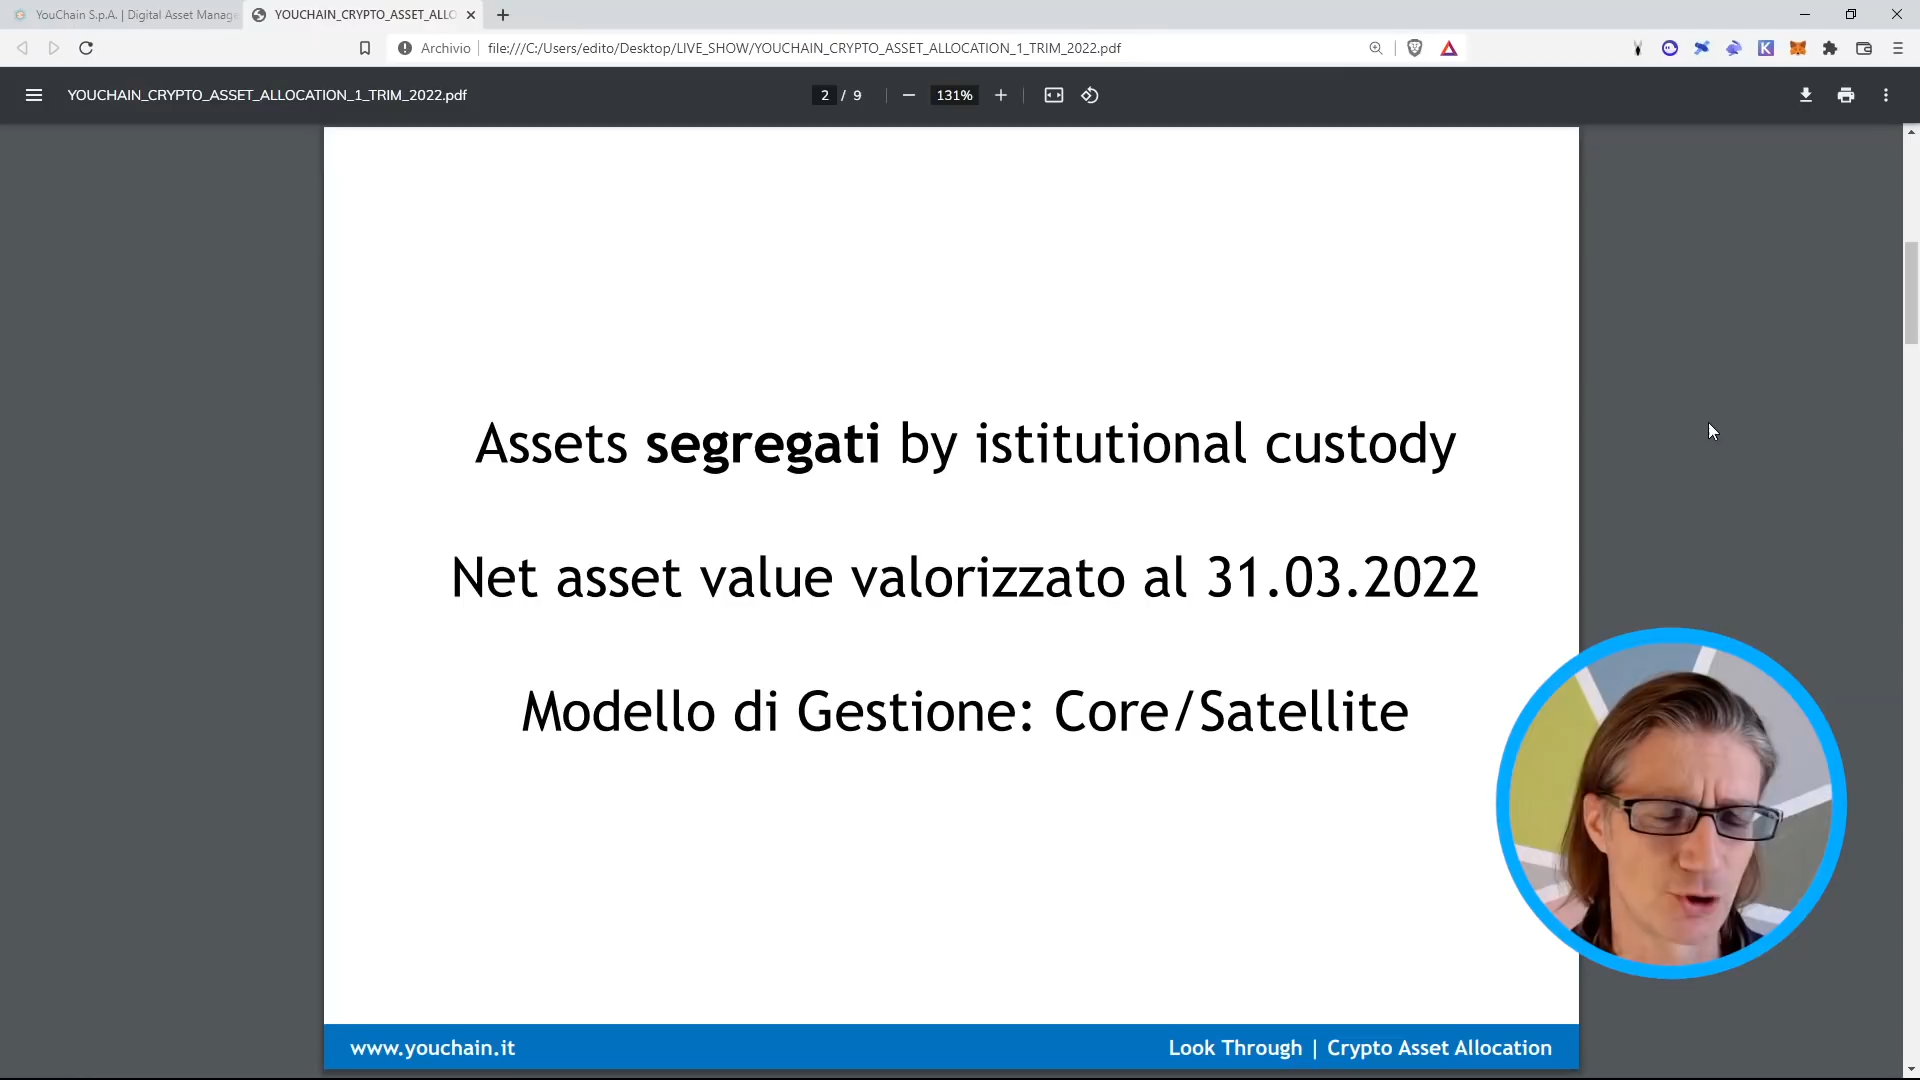 YouChain S.p.A. | Digital Asset Manag
YOUCHAIN_CRYPTO_ASSET_ALLO
Archivio
file:///C:/Users/edito/Desktop/LIVE_SHOW/YOUCHAIN_CRYPTO_ASSET_ALLOCATION_1_TRIM_2022.pdf
K
YOUCHAIN_CRYPTO_ASSET_ALLOCATION_1_TRIM_2022.pdf
2 / 9
131%
Assets segregati by istitutional custody
Net asset value valorizzato al 31.03.2022
Modello di Gestione: Core/Satellite
www.youchain.it
Look Through | Crypto Asset Allocation